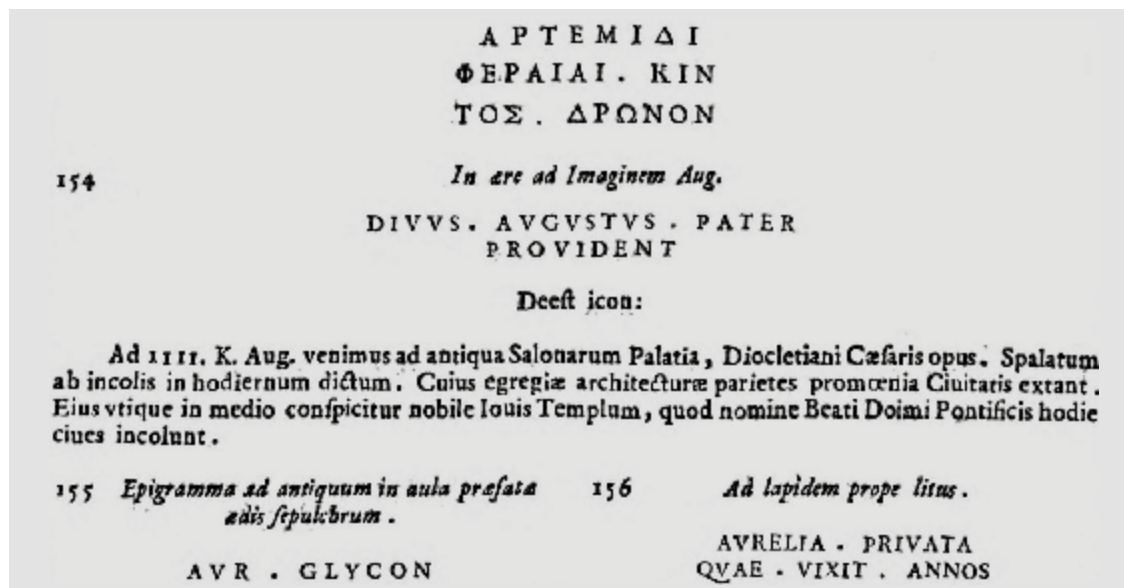 ΑΡΤΕΜΙΔΙ
ΦΕΡΑΙΑΙ. ΚΙΝ
ΤΟΣ. ΔΡΩΝΟΝ
154 In ære ad Imaginem Aug.
DIVVS. AVGVSTVS. PATER
PROVIDENT
Deeſt icon:
Ad IIII. K. Aug. venimus ad antiqua Salonarum Palatia, Diocletiani Cæſaris opus. Spalatum
ab incolis in hodiernum dictum. Cuius egregiæ architecturæ parietes promœnia Ciuitatis extant.
Eius vtique in medio conſpicitur nobile Iouis Templum, quod nomine Beati Doimi Pontificis hodie
ciues incolunt.
155 Epigramma ad antiquum in aula præfatæ
ædis ſepulchrum.
AVR. GLYCON
156 Ad lapidem prope litus.
AVRELIA. PRIVATA
QVAE. VIXIT. ANNOS